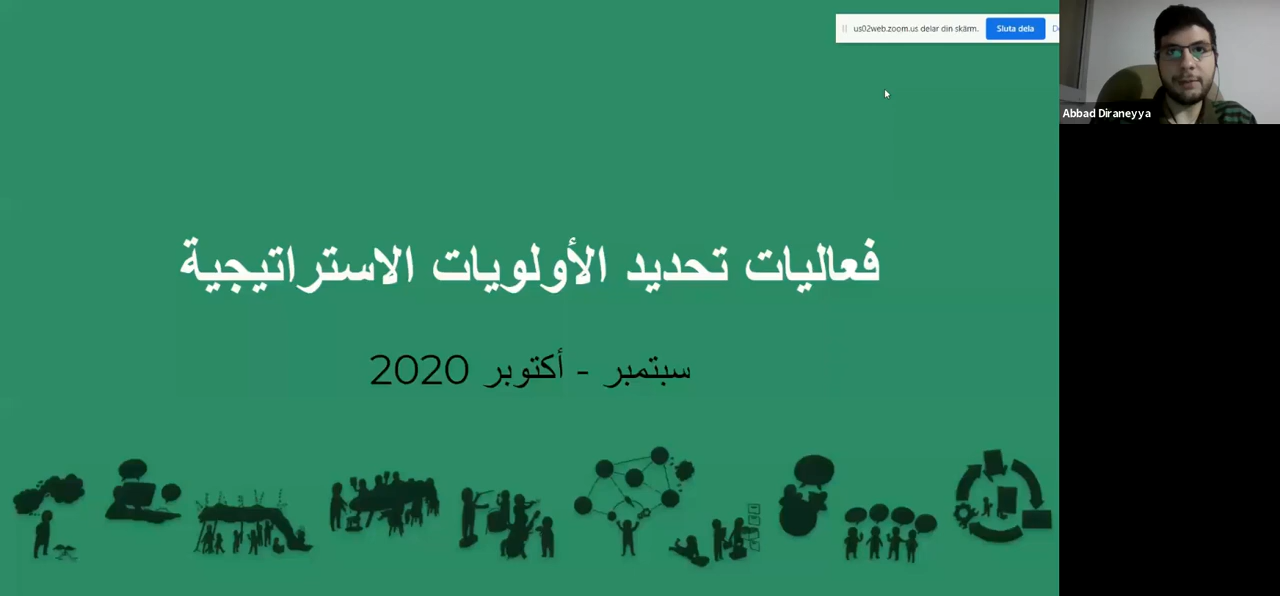 us02web.zoom.us delar din skärm.
Sluta dela
Abbad Diraneyya
فعاليات تحديد الأولويات الاستراتيجية
سبتمبر - أكتوبر 2020